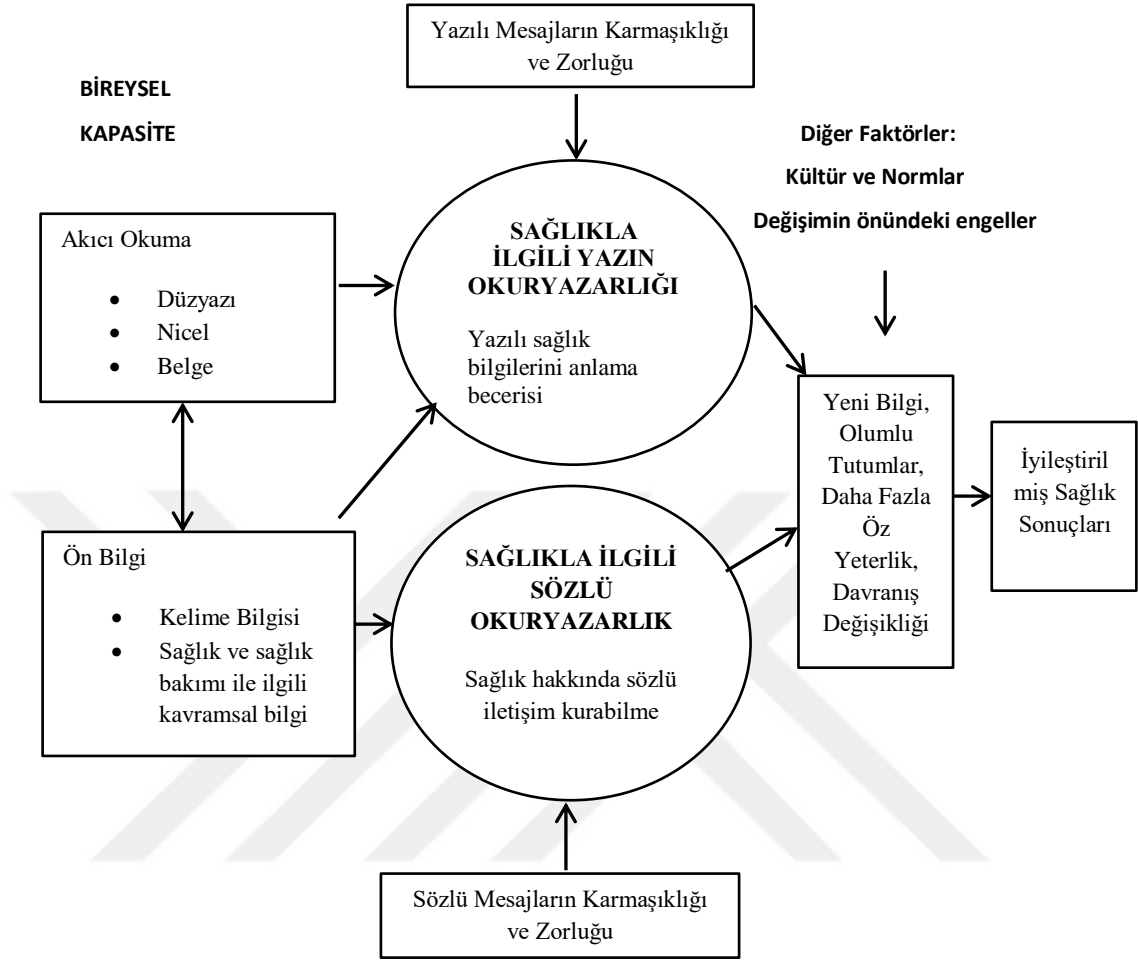 Yazılı Mesajların Karmaşıklığı
ve Zorluğu
BİREYSEL
KAPASİTE
Diğer Faktörler:
Kültür ve Normlar
Değişimin önündeki engeller
Akıcı Okuma
• Düzyazı
• Nicel
• Belge
SAĞLIKLA
İLGİLİ YAZIN
OKURYAZARLIĞI
Yazılı sağlık
bilgilerini anlama
becerisi
Yeni Bilgi,
Olumlu
Tutumlar,
Daha Fazla
Öz
Yeterlik,
Davranış
Değişikliği
İyileştiril
miş Sağlık
Sonuçları
Ön Bilgi
• Kelime Bilgisi
• Sağlık ve sağlık
bakımı ile ilgili
kavramsal bilgi
SAĞLIKLA İLGİLİ
SÖZLÜ
OKURYAZARLIK
Sağlık hakkında sözlü
iletişim kurabilme
Sözlü Mesajların Karmaşıklığı
ve Zorluğu